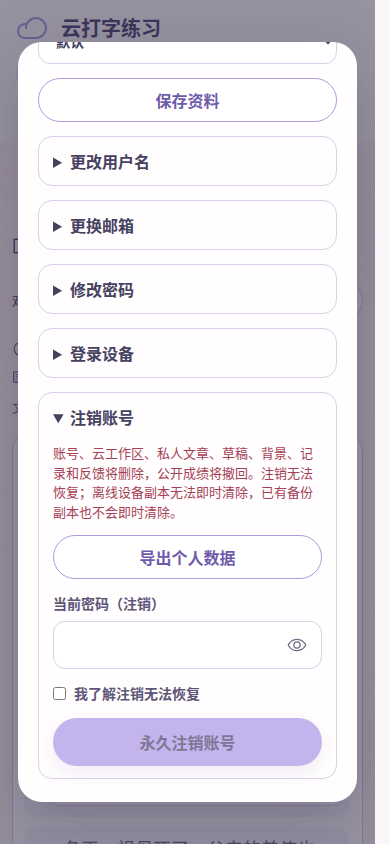 云打字练习
默认
保存资料
更改用户名
更换邮箱
修改密码
登录设备
注销账号
账号、云工作区、私人文章、草稿、背景、记
录和反馈将删除，公开成绩将撤回。注销无法
恢复；离线设备副本无法即时清除，已有备份
副本也不会即时清除。
导出个人数据
当前密码（注销）
我了解注销无法恢复
永久注销账号